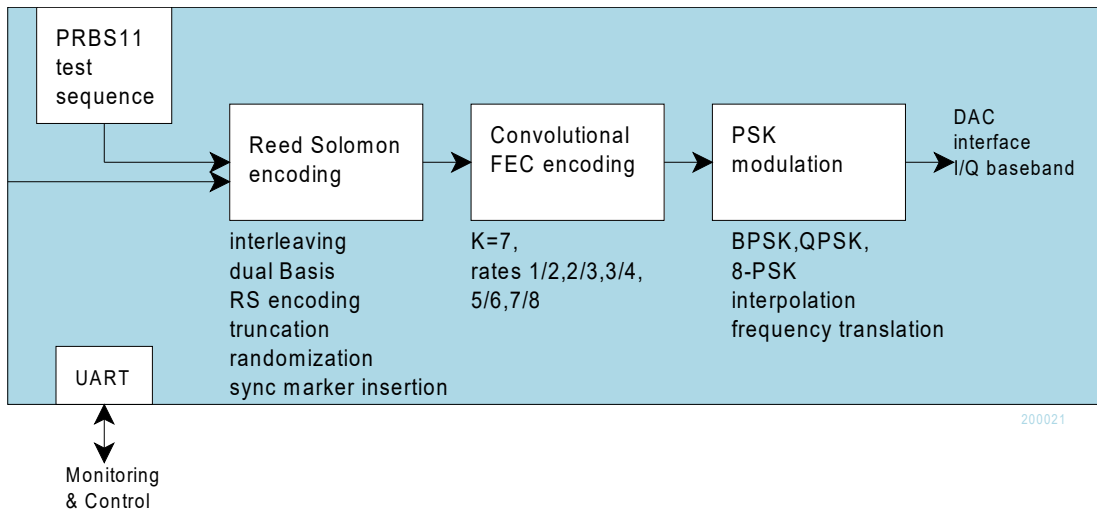 PRBS11
test
sequence
Reed Solomon
encoding
Convolutional
FEC encoding
PSK
modulation
DAC
interface
I/Q baseband
interleaving
dual Basis
RS encoding
truncation
randomization
sync marker insertion
K=7,
rates 1/2,2/3,3/4,
5/6,7/8
BPSK,QPSK,
8-PSK
interpolation
frequency translation
UART
200021
Monitoring
& Control